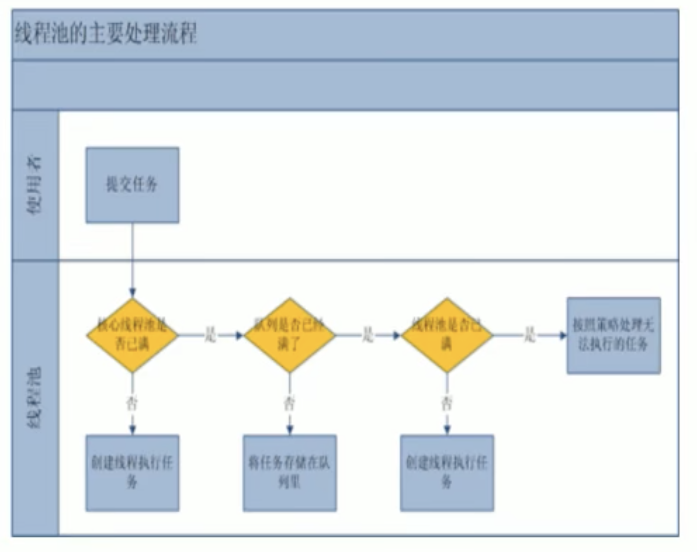 线程池的主要处理流程
使用者
提交任务
线程池
核心线程池是
否已满
是
队列是否已经
满了
是
线程池是否已
满
是
按照策略处理无
法执行的任务
否
否
否
创建线程执行任
务
将任务存储在队
列里
创建线程执行任
务